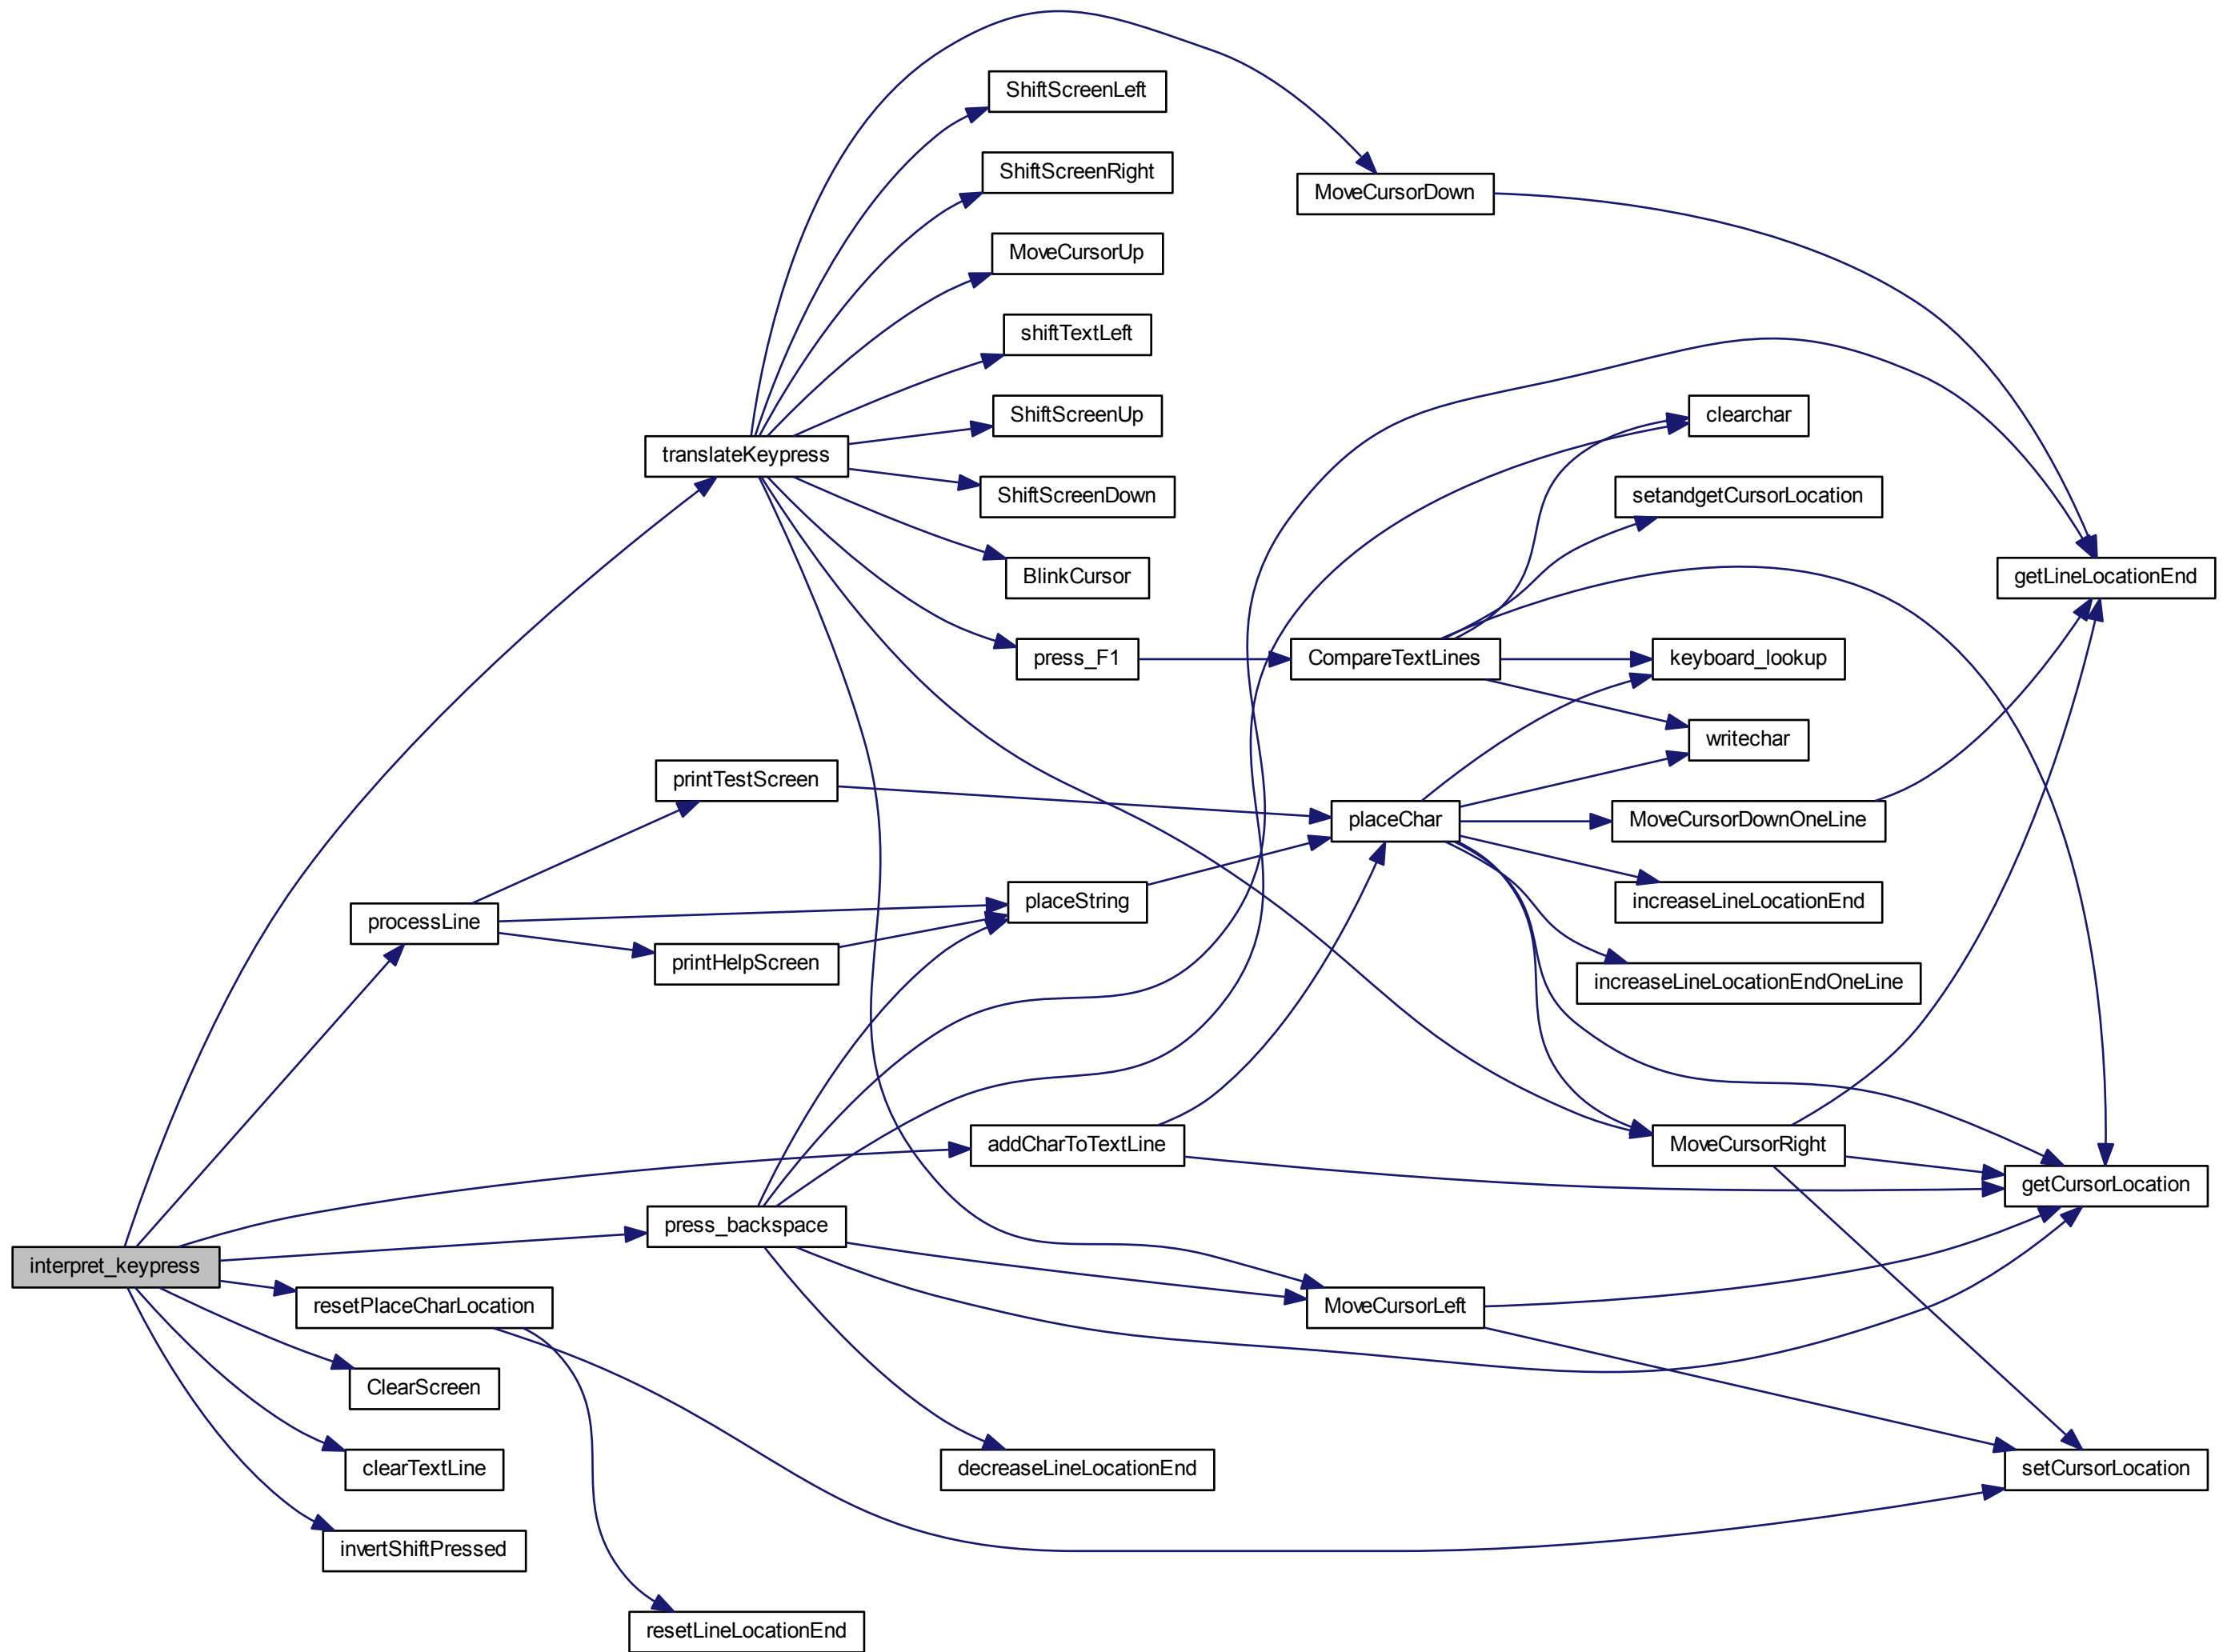 ShiftScreenLeft
ShiftScreenRight
MoveCursorDown
MoveCursorUp
shiftTextLeft
ShiftScreenUp
clearchar
translateKeypress
ShiftScreenDown
setandgetCursorLocation
BlinkCursor
getLineLocationEnd
press_F1
CompareTextLines
keyboard_lookup
writechar
printTestScreen
placeChar
MoveCursorDownOneLine
placeString
increaseLineLocationEnd
processLine
printHelpScreen
increaseLineLocationEndOneLine
addCharToTextLine
MoveCursorRight
getCursorLocation
press_backspace
interpret_keypress
resetPlaceCharLocation
MoveCursorLeft
ClearScreen
clearTextLine
decreaseLineLocationEnd
setCursorLocation
invertShiftPressed
resetLineLocationEnd